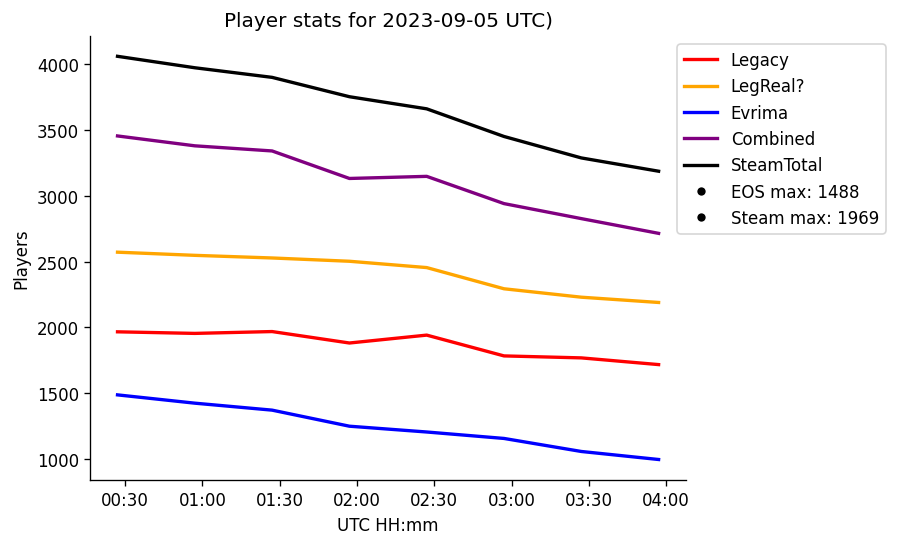 Player stats for 2023-09-05 UTC)
Players
4000
3500
3000
2500
2000
1500
1000
00:30
01:00
01:30
02:00
02:30
03:00
03:30
04:00
UTC HH:mm
Legacy
LegReal?
Evrima
Combined
SteamTotal
EOS max: 1488
Steam max: 1969